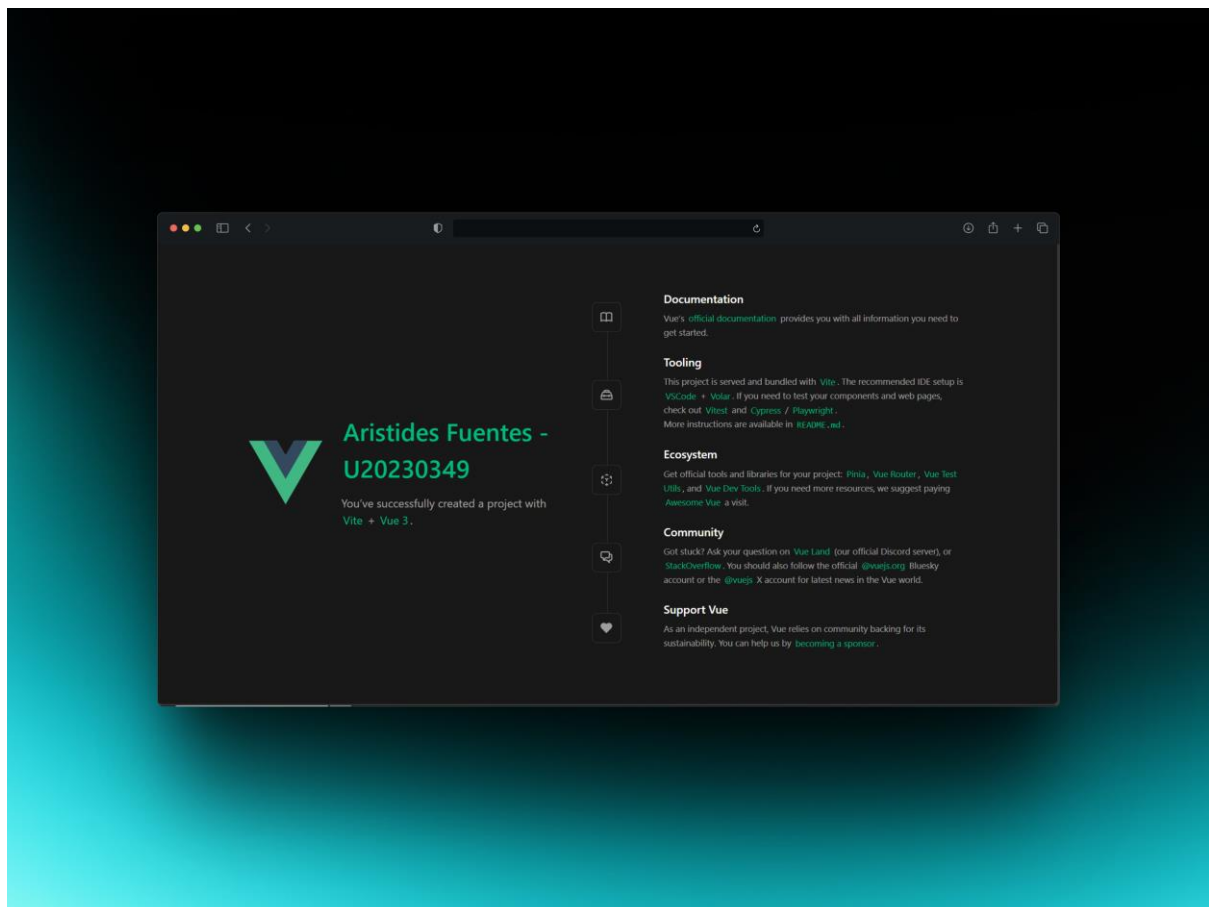 Aristides Fuentes -
U20230349
You've successfully created a project with
Vite + Vue 3.
Documentation
Vue's official documentation provides you with all information you need to
get started.
Tooling
This project is served and bundled with Vite. The recommended IDE setup is
VSCode + Volar. If you need to test your components and web pages,
check out Vitest and Cypress / Playwright.
More instructions are available in README.md.
Ecosystem
Get official tools and libraries for your project: Pinia, Vue Router, Vue Test
Utils, and Vue Dev Tools. If you need more resources, we suggest paying
Awesome Vue a visit.
Community
Got stuck? Ask your question on Vue Land (our official Discord server), or
StackOverflow. You should also follow the official @vuejs.org Bluesky
account or the @vuejs X account for latest news in the Vue world.
Support Vue
As an independent project, Vue relies on community backing for its
sustainability. You can help us by becoming a sponsor.